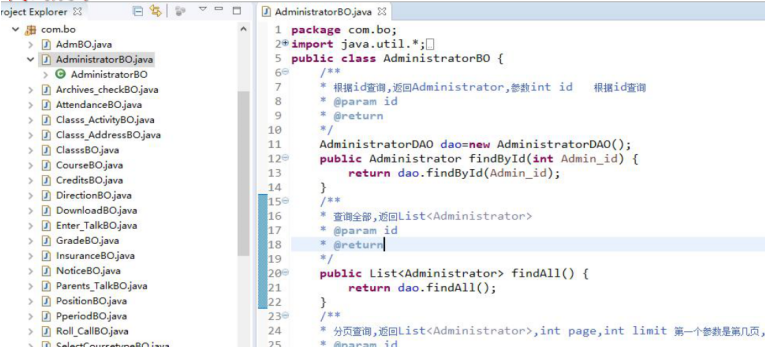 roject Explorer
com.bo
AdmBO.java
AdministratorBO.java
AdministratorBO
Archives_checkBO.java
AttendanceBO.java
Classs_ActivityBO.java
Classs_AddressBO.java
ClasssBO.java
CourseBO.java
CreditsBO.java
DirectionBO.java
DownloadBO.java
Enter_TalkBO.java
GradeBO.java
InsuranceBO.java
NoticeBO.java
Parents_TalkBO.java
PositionBO.java
PperiodBO.java
Roll_CallBO.java
SelectCoursetypeBO.java
AdministratorBO.java
1 package com.bo;
2 import java.util.*;
5 public class AdministratorBO {
6 /**
7 * 根据id查询,返回Administrator,参数int id 根据id查询
8 * @param id
9 * @return
10 */
11 AdministratorDAO dao=new AdministratorDAO();
12 public Administrator findById(int Admin_id) {
13 return dao.findById(Admin_id);
14 }
15 /**
16 * 查询全部,返回List<Administrator>
17 * @param id
18 * @return
19 */
20 public List<Administrator> findAll() {
21 return dao.findAll();
22 }
23 /**
24 * 分页查询,返回List<Administrator>,int page,int limit 第一个参数是第几页,
25 * @param id